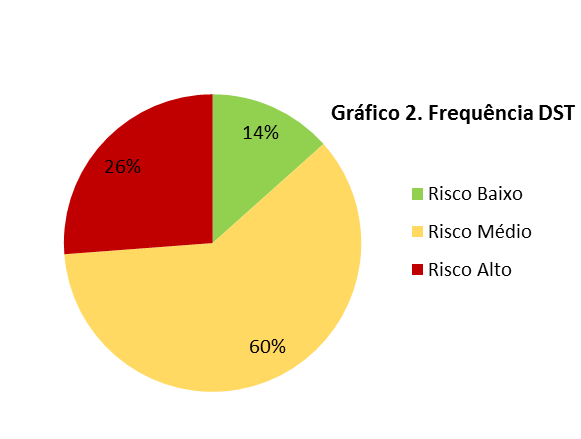 Gráfico 2. Frequência DST
14%
26%
60%
Risco Baixo
Risco Médio
Risco Alto